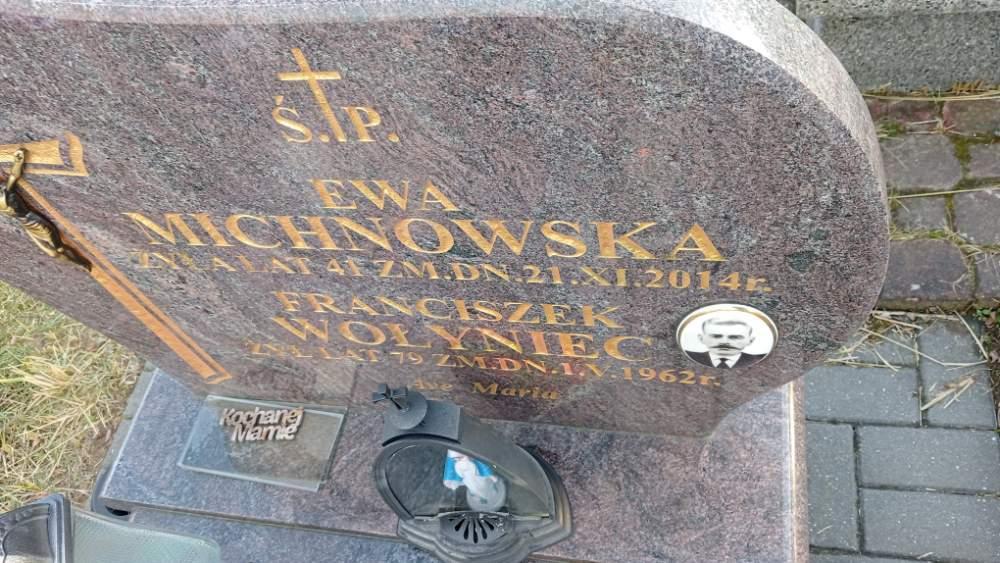 Ś.P.
EWA
MICHNOWSKA
ŻYŁA LAT 41 ZM.DN.21.XI.2014r.
FRANCISZEK
WOŁYNIEC
ŻYŁ LAT 79 ZM.DN.1.V.1962r.
Ave Maria
Kochanej
Mamie